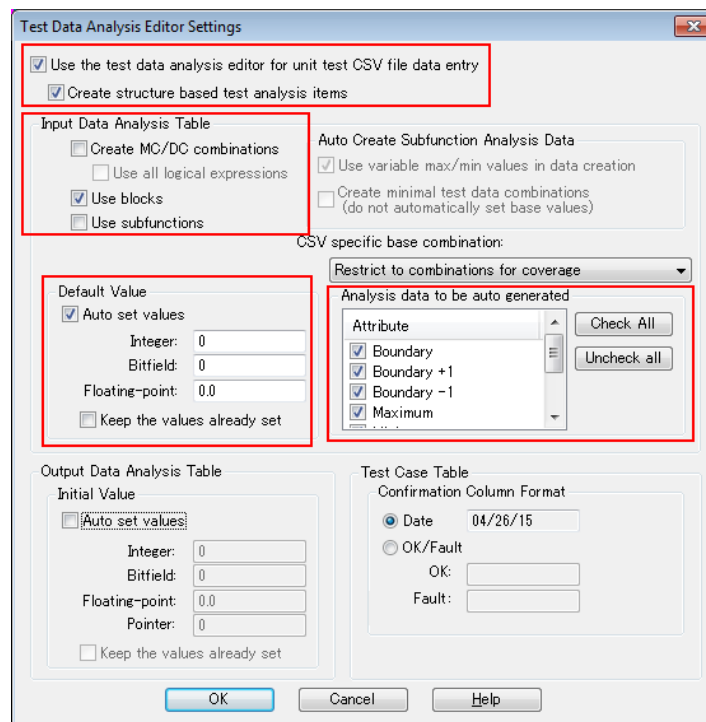 Test Data Analysis Editor Settings
Use the test data analysis editor for unit test CSV file data entry
Create structure based test analysis items
Input Data Analysis Table
Create MC/DC combinations
Use all logical expressions
Use blocks
Use subfunctions
Auto Create Subfunction Analysis Data
Use variable max/min values in data creation
Create minimal test data combinations
(do not automatically set base values)
CSV specific base combination:
Restrict to combinations for coverage
Default Value
Auto set values
Integer: 0
Bitfield: 0
Floating-point: 0.0
Keep the values already set
Analysis data to be auto generated
Attribute
Boundary
Boundary +1
Boundary -1
Maximum
Check All
Uncheck all
Output Data Analysis Table
Initial Value
Auto set values
Integer: 0
Bitfield: 0
Floating-point: 0.0
Pointer: 0
Keep the values already set
Test Case Table
Confirmation Column Format
Date 04/26/15
OK/Fault
OK:
Fault:
OK
Cancel
Help